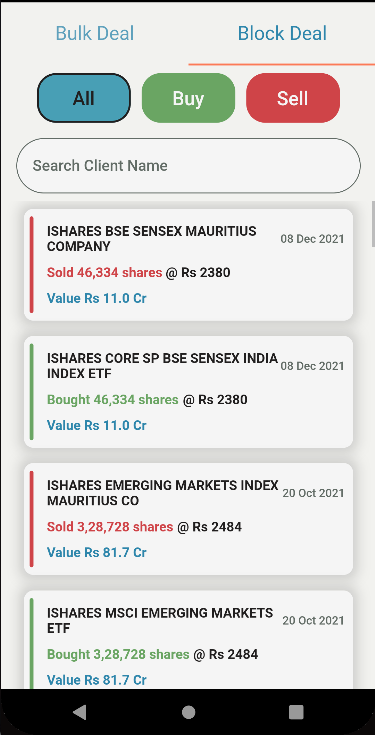 Bulk Deal
Block Deal
All
Buy
Sell
Search Client Name
ISHARES BSE SENSEX MAURITIUS
COMPANY
08 Dec 2021
Sold 46,334 shares @ Rs 2380
Value Rs 11.0 Cr
ISHARES CORE SP BSE SENSEX INDIA
INDEX ETF
08 Dec 2021
Bought 46,334 shares @ Rs 2380
Value Rs 11.0 Cr
ISHARES EMERGING MARKETS INDEX
MAURITIUS CO
20 Oct 2021
Sold 3,28,728 shares @ Rs 2484
Value Rs 81.7 Cr
ISHARES MSCI EMERGING MARKETS
ETF
20 Oct 2021
Bought 3,28,728 shares @ Rs 2484
Value Rs 81.7 Cr